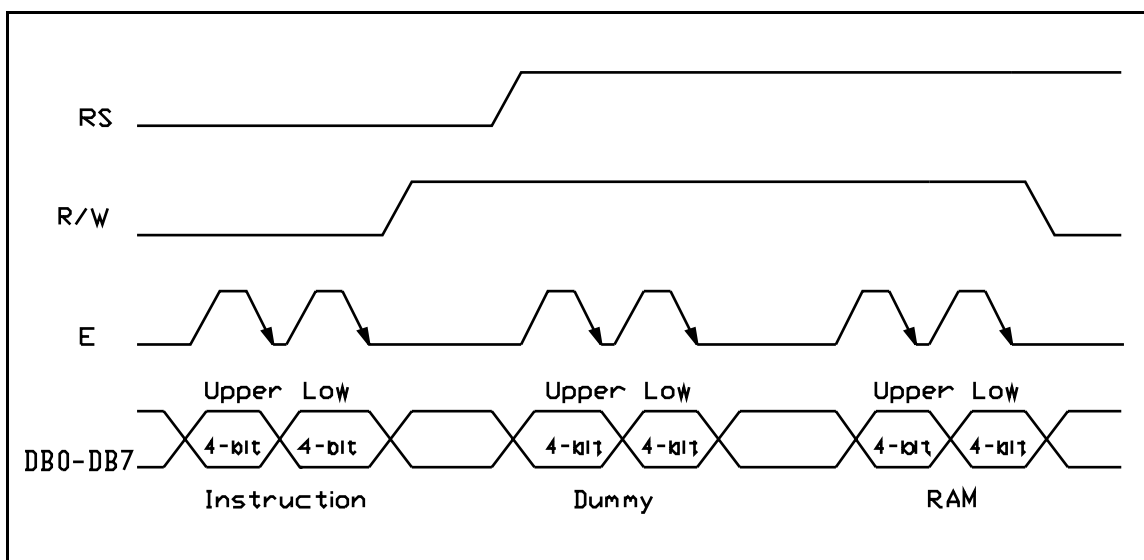 RS
R/W
E
Upper Low Upper Low Upper Low
DB0-DB7 4-bit 4-bit 4-bit 4-bit 4-bit 4-bit
Instruction Dummy RAM